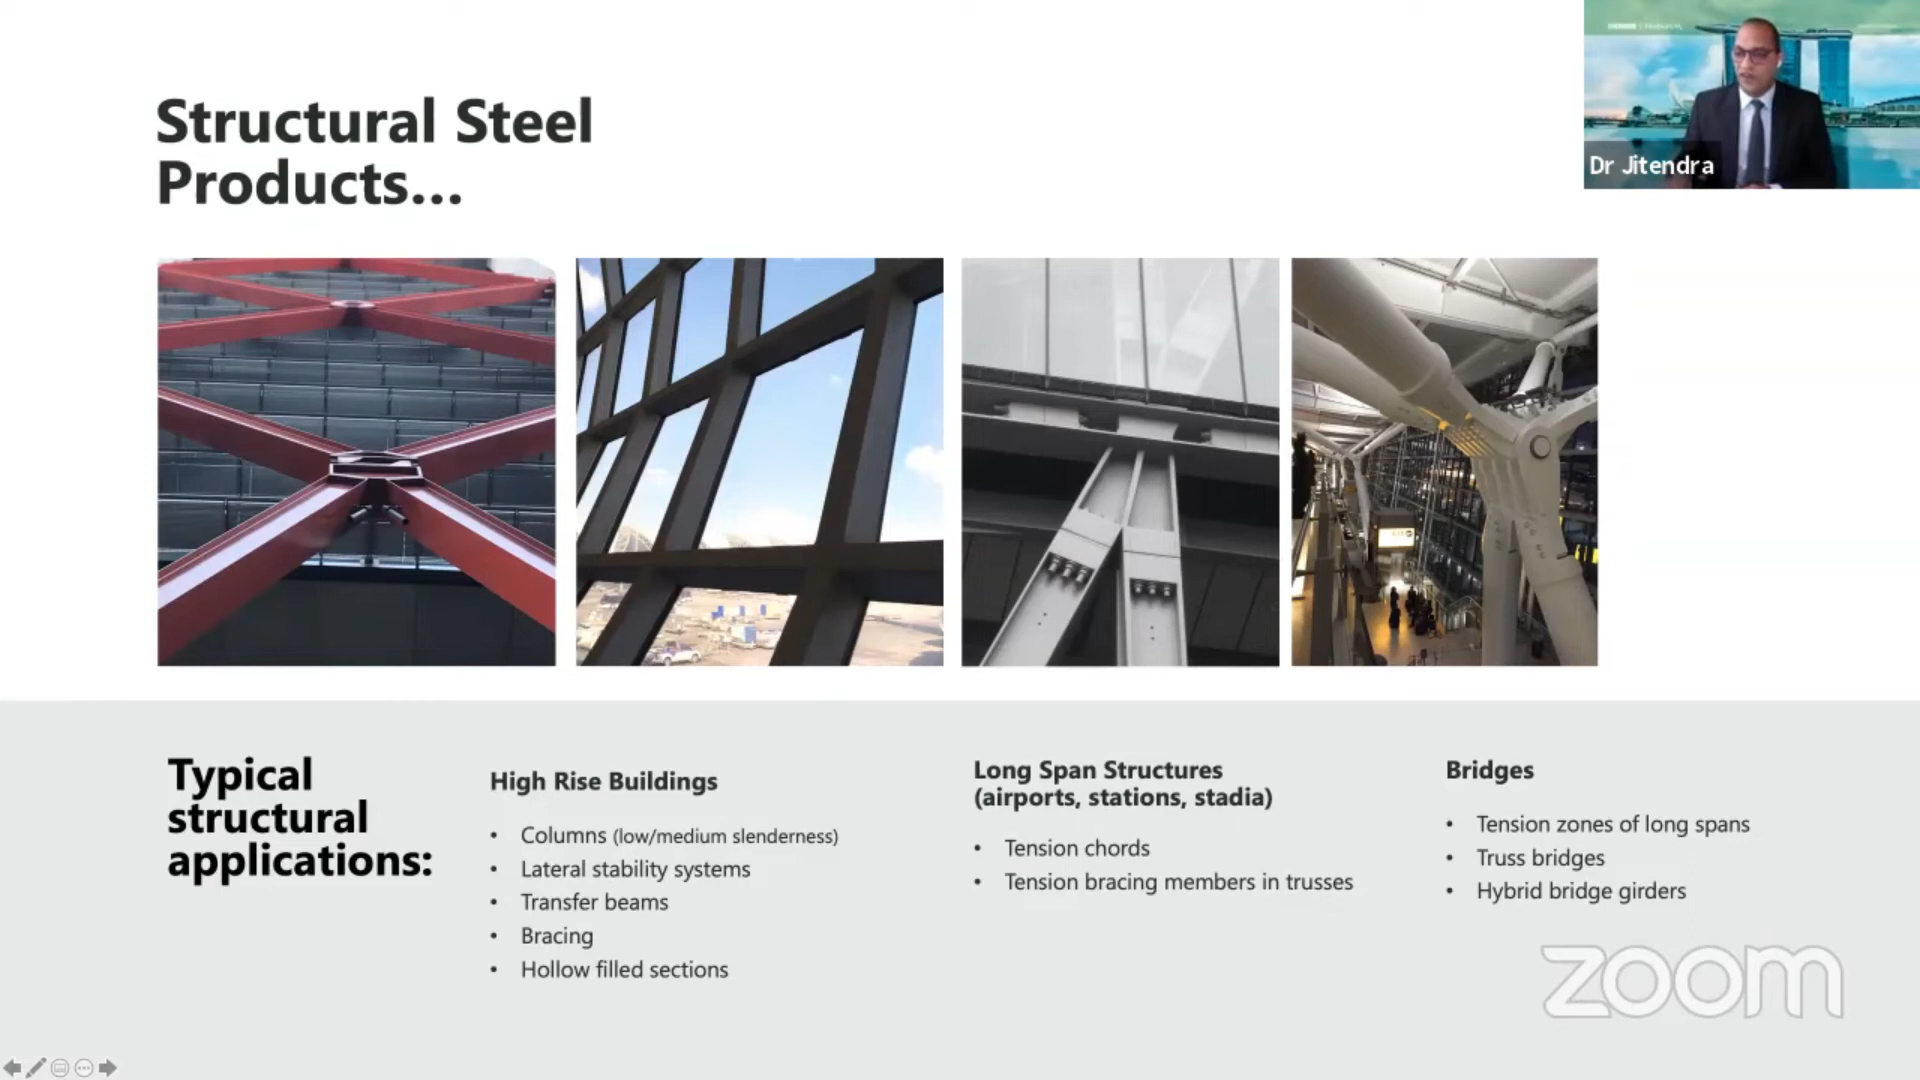 Structural Steel
Products...
Dr Jitendra
Typical
structural
applications:
High Rise Buildings
• Columns (low/medium slenderness)
• Lateral stability systems
• Transfer beams
• Bracing
• Hollow filled sections
Long Span Structures
(airports, stations, stadia)
• Tension chords
• Tension bracing members in trusses
Bridges
• Tension zones of long spans
• Truss bridges
• Hybrid bridge girders
zoom